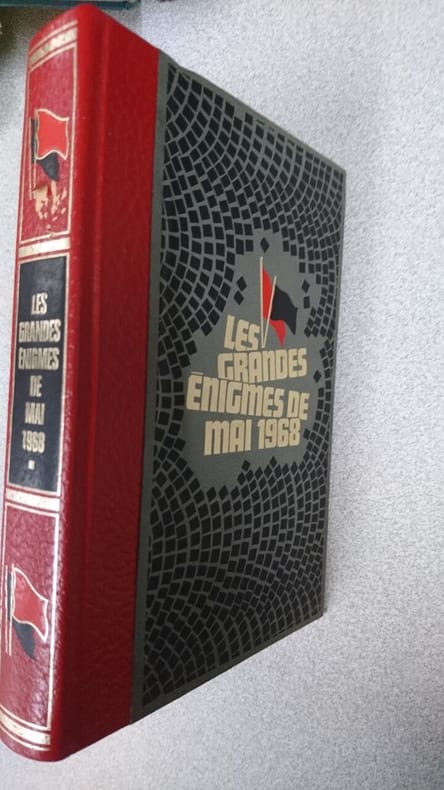 LES
GRANDES
ÉNIGMES
DE
MAI
1968
LES
GRANDES
ÉNIGMES DE
MAI 1968